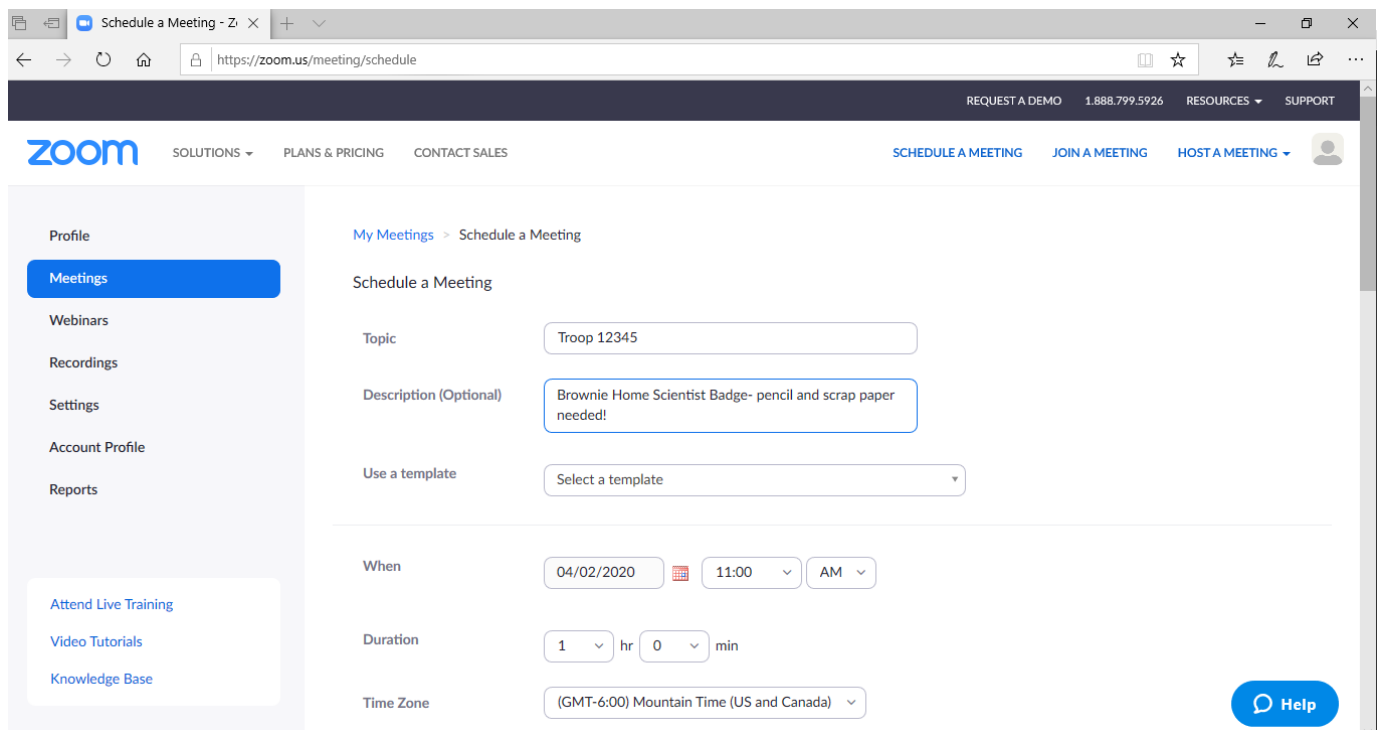 Schedule a Meeting - Zo
https://zoom.us/meeting/schedule
REQUEST A DEMO 1.888.799.5926 RESOURCES SUPPORT
zoom SOLUTIONS PLANS & PRICING CONTACT SALES SCHEDULE A MEETING JOIN A MEETING HOST A MEETING
Profile
Meetings
Webinars
Recordings
Settings
Account Profile
Reports
Attend Live Training
Video Tutorials
Knowledge Base
My Meetings > Schedule a Meeting
Schedule a Meeting
Topic Troop 12345
Description (Optional) Brownie Home Scientist Badge- pencil and scrap paper
needed!
Use a template Select a template
When 04/02/2020 11:00 AM
Duration 1 hr 0 min
Time Zone (GMT-6:00) Mountain Time (US and Canada)
Help